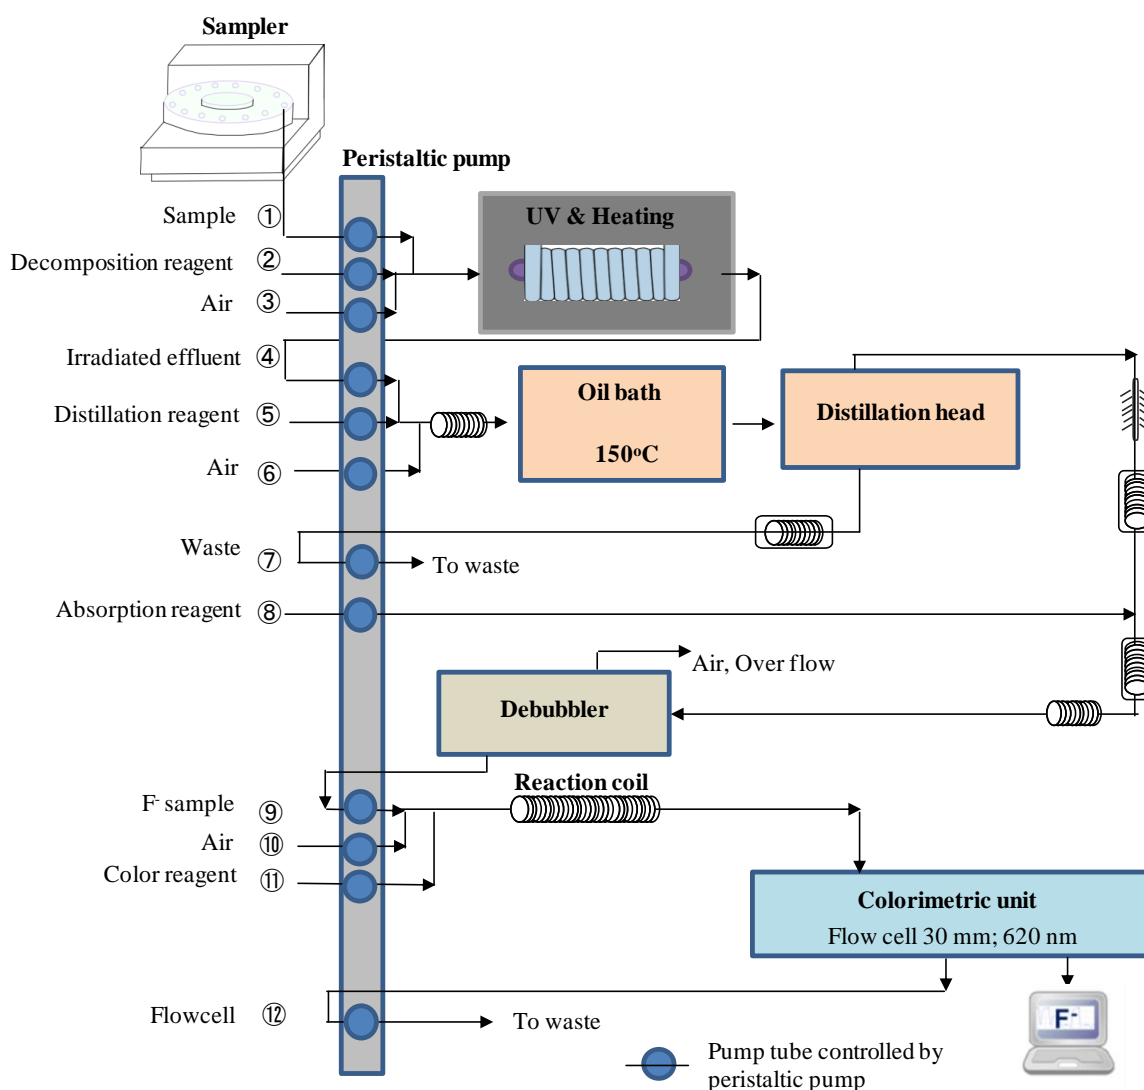 Sampler
Peristaltic pump
Sample ①
UV & Heating
Decomposition reagent ②
Air ③
Irradiated effluent ④
Oil bath
150ºC
Distillation head
Distillation reagent ⑤
Air ⑥
Waste ⑦
To waste
Absorption reagent ⑧
Air, Over flow
Debubbler
Reaction coil
F- sample ⑨
Air ⑩
Color reagent ⑪
Colorimetric unit
Flow cell 30 mm; 620 nm
Flowcell ⑫
To waste
F-
Pump tube controlled by
peristaltic pump